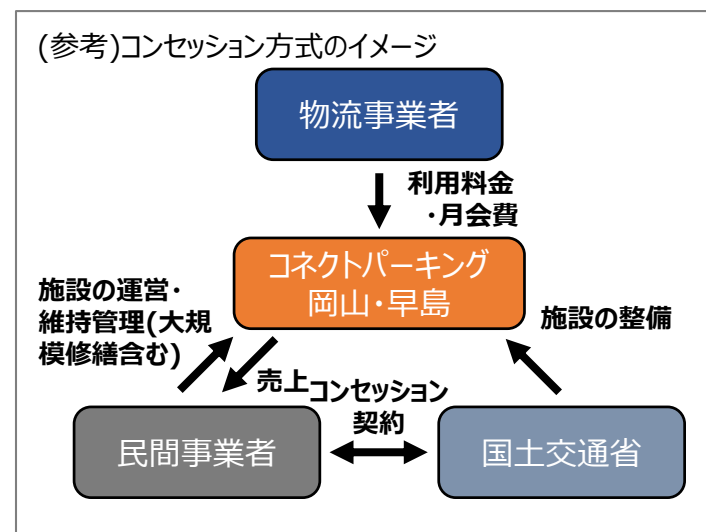 (参考)コンセッション方式のイメージ
物流事業者
利用料金
・月会費
コネクトパーキング
岡山・早島
施設の運営・
維持管理(大規
模修繕含む)
施設の整備
売上
コンセッション
契約
民間事業者
国土交通省